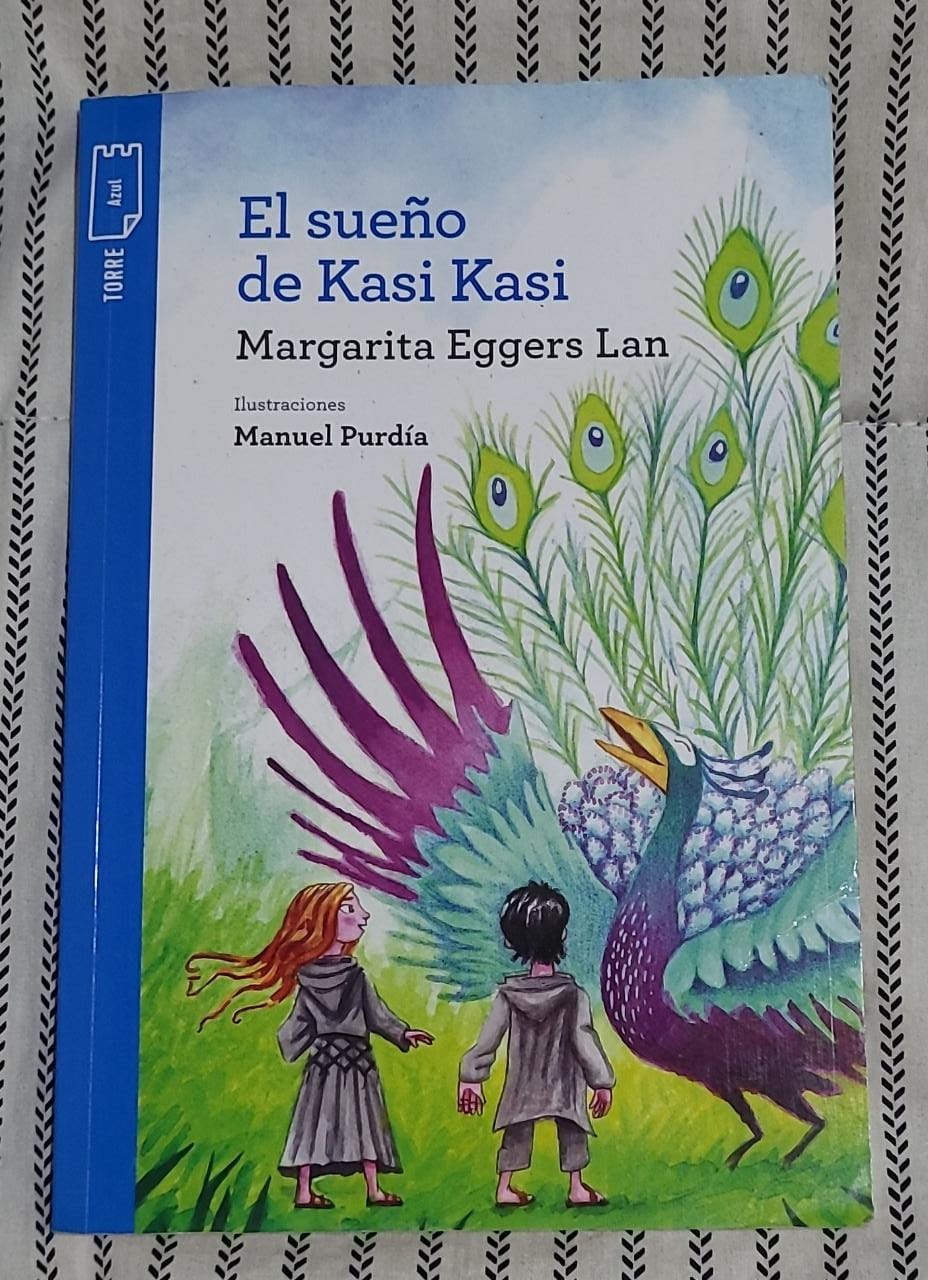 El sueño
de Kasi Kasi
Margarita Eggers Lan
Ilustraciones
Manuel Purdía
TORRE
Azul